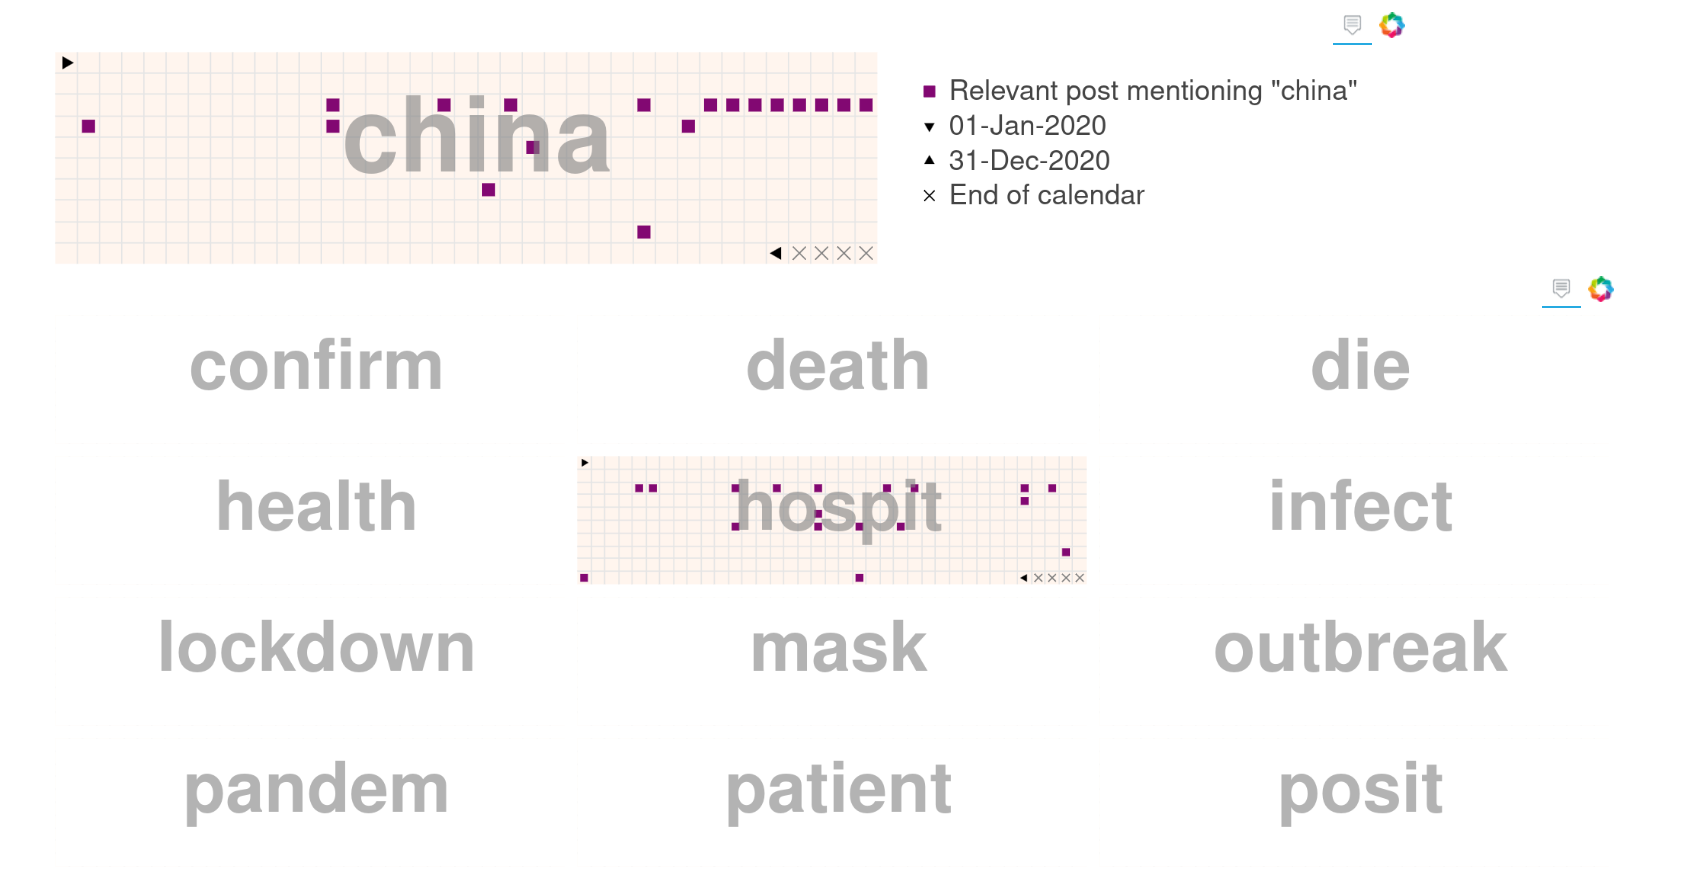 china
Relevant post mentioning "china"
01-Jan-2020
31-Dec-2020
End of calendar
confirm death die
health hospit infect
lockdown mask outbreak
pandem patient posit